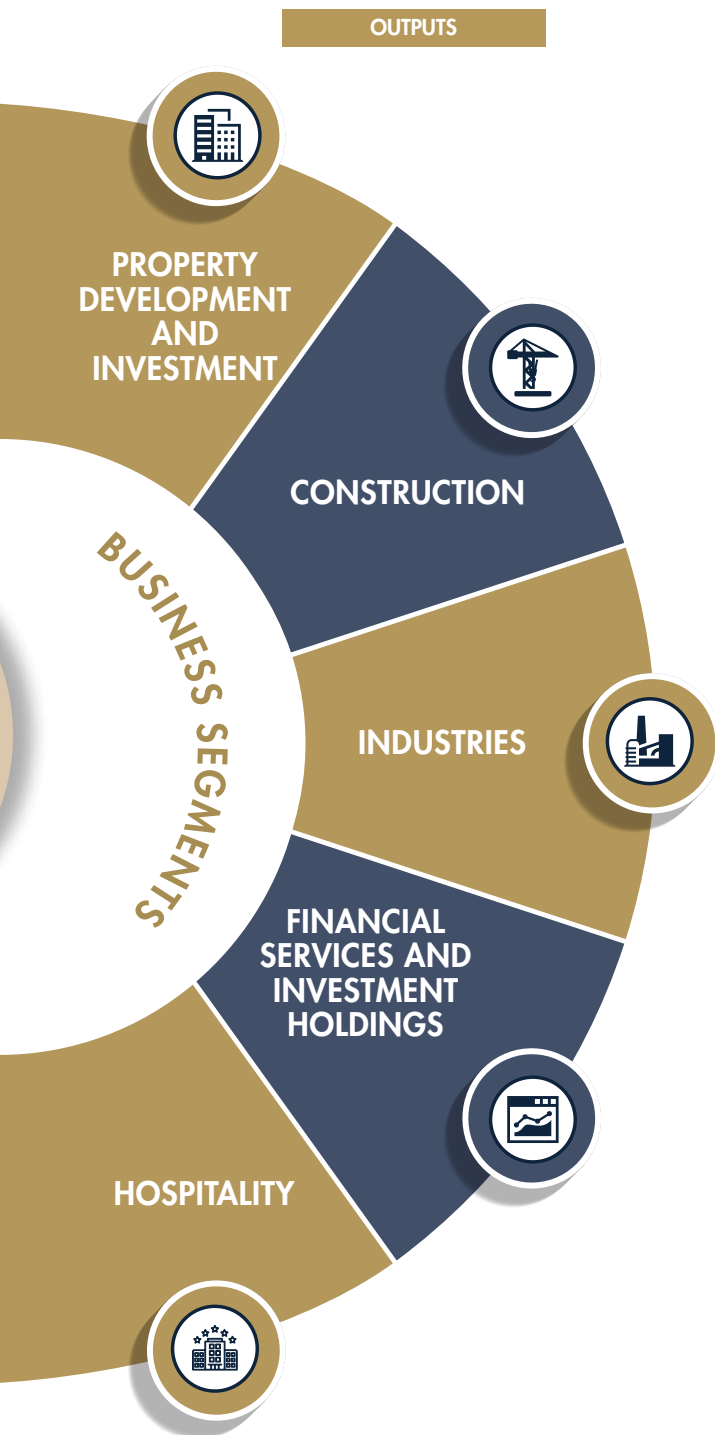 OUTPUTS
PROPERTY
DEVELOPMENT
AND
INVESTMENT
CONSTRUCTION
BUSINESS SEGMENTS
INDUSTRIES
FINANCIAL
SERVICES AND
INVESTMENT
HOLDINGS
HOSPITALITY